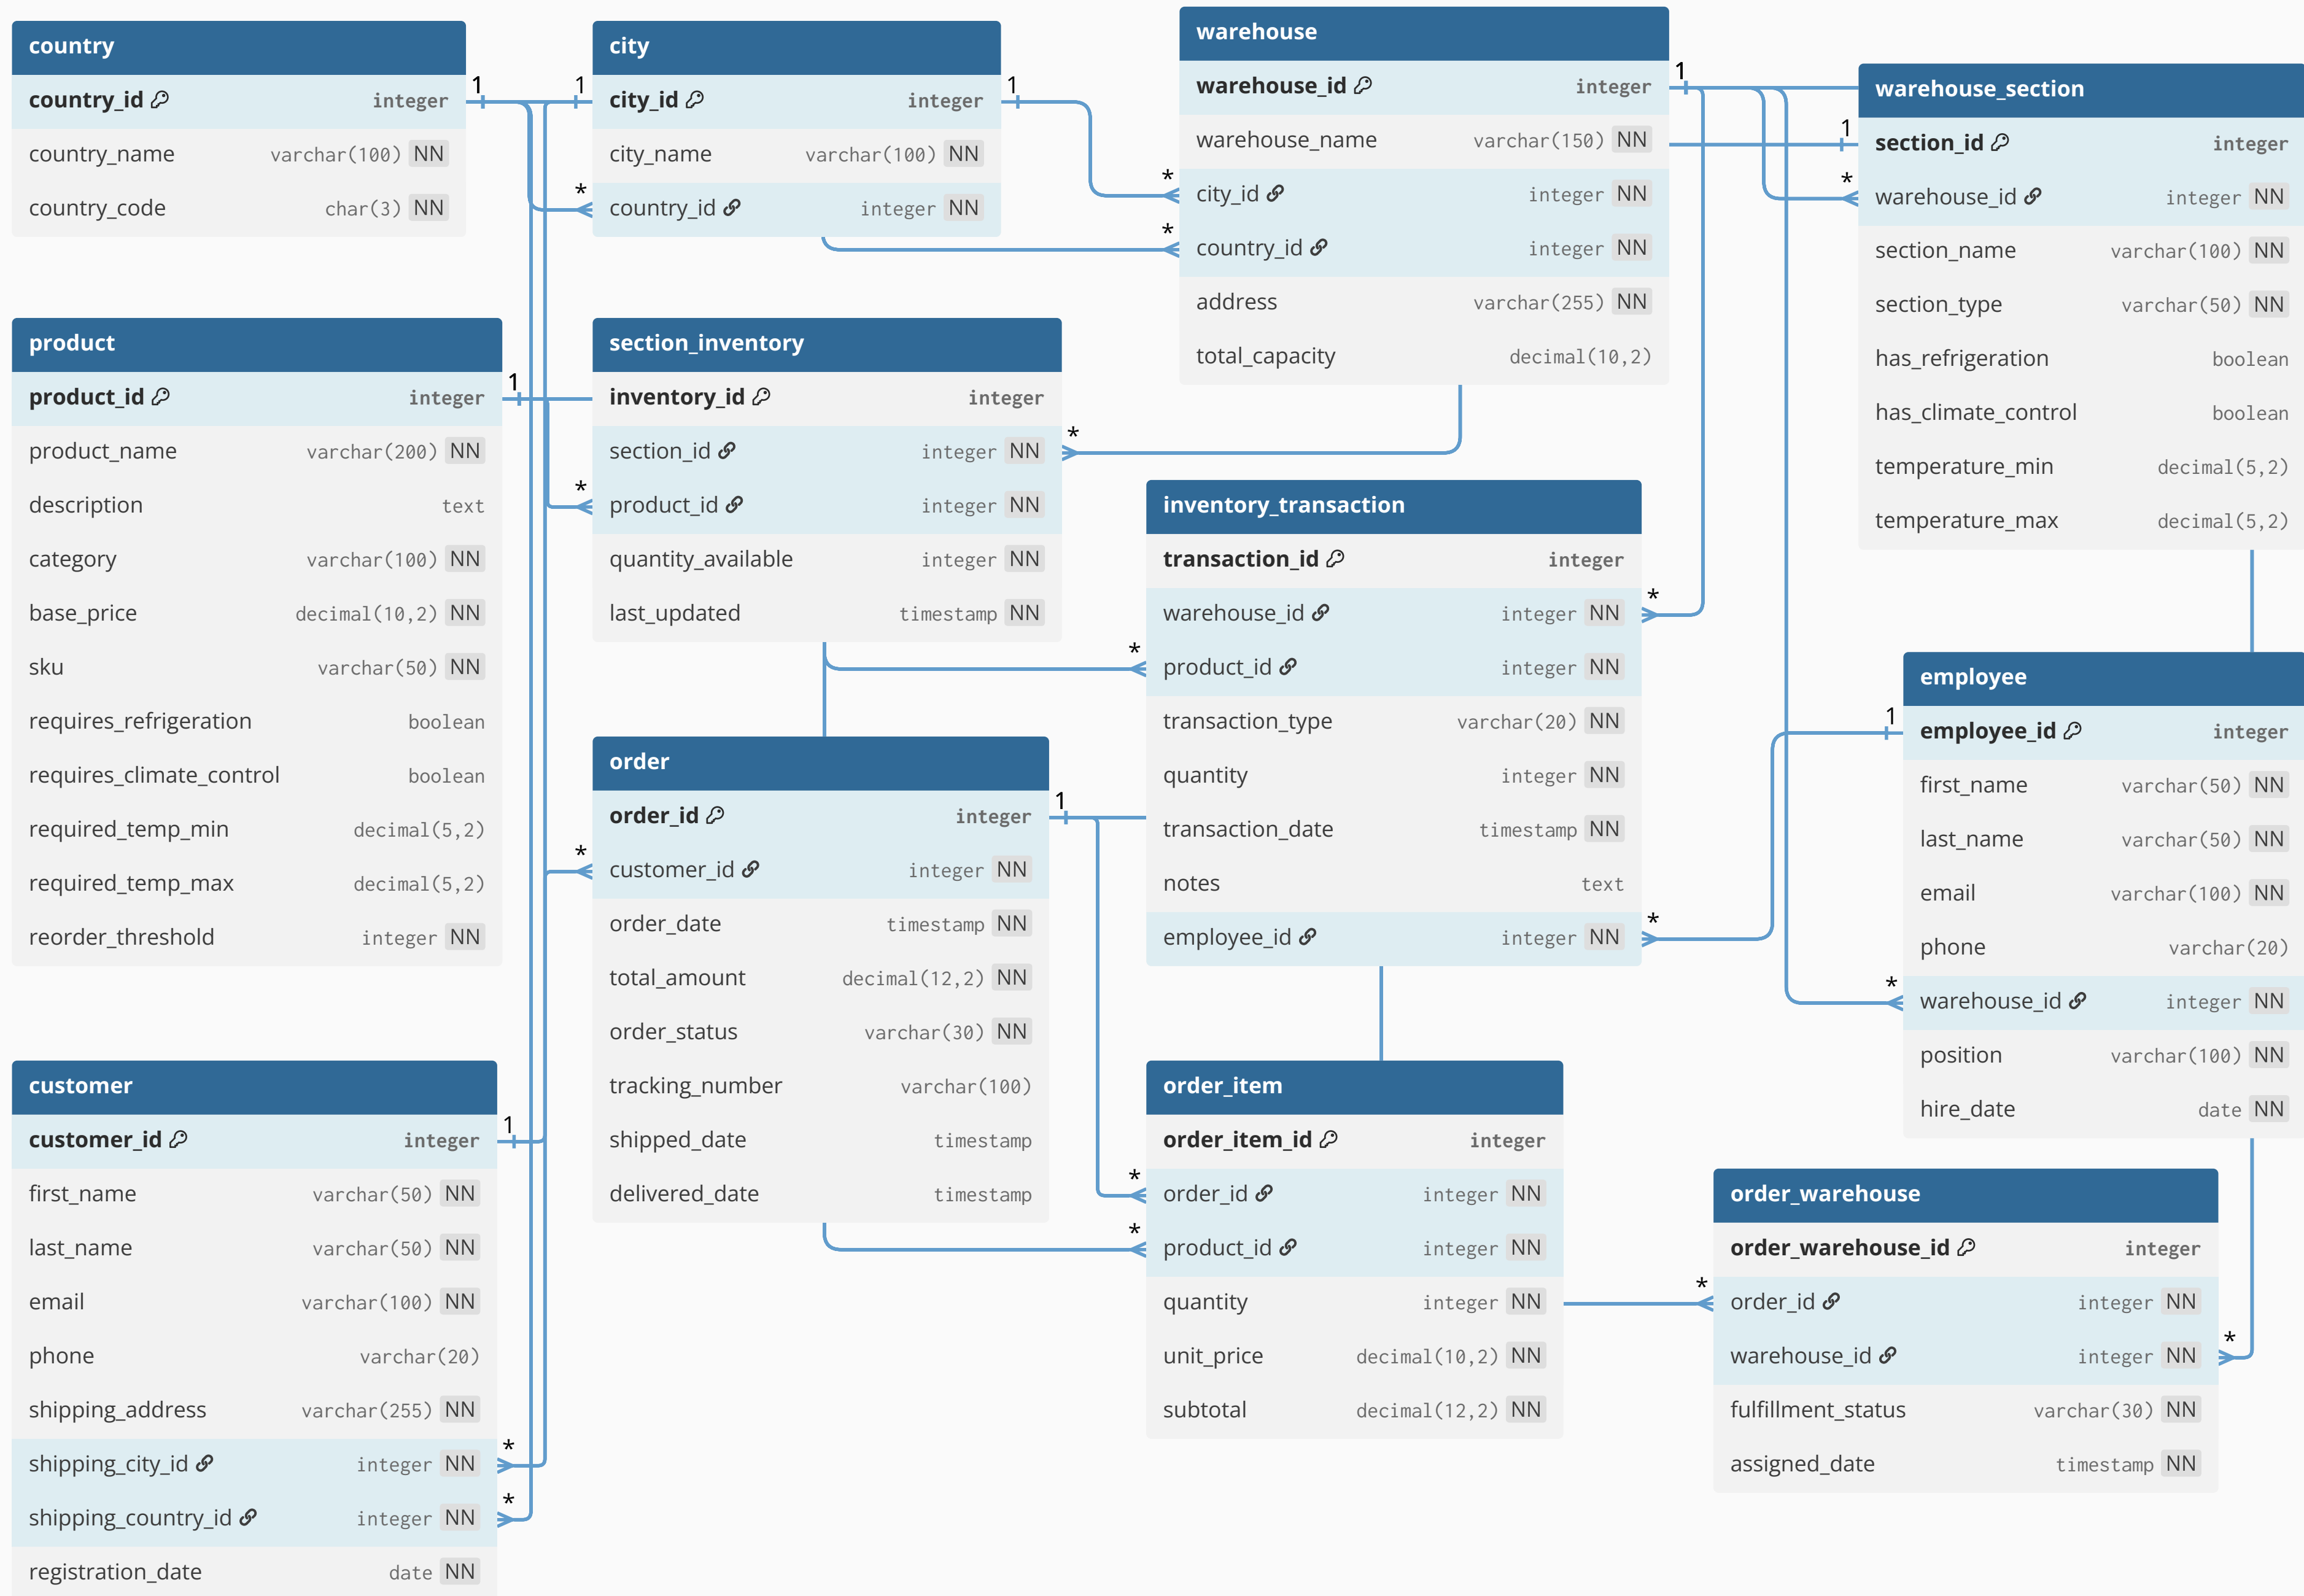 country
country_id integer
country_name varchar(100) NN
country_code char(3) NN
1
city
city_id integer
city_name varchar(100) NN
country_id integer NN
1
*
1
warehouse
warehouse_id integer
warehouse_name varchar(150) NN
city_id integer NN
country_id integer NN
address varchar(255) NN
total_capacity decimal(10,2)
*
*
1
warehouse_section
section_id integer
warehouse_id integer NN
section_name varchar(100) NN
section_type varchar(50) NN
has_refrigeration boolean
has_climate_control boolean
temperature_min decimal(5,2)
temperature_max decimal(5,2)
1
*
product
product_id integer
product_name varchar(200) NN
description text
category varchar(100) NN
base_price decimal(10,2) NN
sku varchar(50) NN
requires_refrigeration boolean
requires_climate_control boolean
required_temp_min decimal(5,2)
required_temp_max decimal(5,2)
reorder_threshold integer NN
1
section_inventory
inventory_id integer
section_id integer NN
product_id integer NN
quantity_available integer NN
last_updated timestamp NN
*
*
inventory_transaction
transaction_id integer
warehouse_id integer NN
product_id integer NN
transaction_type varchar(20) NN
quantity integer NN
transaction_date timestamp NN
notes text
employee_id integer NN
*
*
*
employee
employee_id integer
first_name varchar(50) NN
last_name varchar(50) NN
email varchar(100) NN
phone varchar(20)
warehouse_id integer NN
position varchar(100) NN
hire_date date NN
1
*
order
order_id integer
customer_id integer NN
order_date timestamp NN
total_amount decimal(12,2) NN
order_status varchar(30) NN
tracking_number varchar(100)
shipped_date timestamp
delivered_date timestamp
1
*
customer
customer_id integer
first_name varchar(50) NN
last_name varchar(50) NN
email varchar(100) NN
phone varchar(20)
shipping_address varchar(255) NN
shipping_city_id integer NN
shipping_country_id integer NN
registration_date date NN
1
*
*
order_item
order_item_id integer
order_id integer NN
product_id integer NN
quantity integer NN
unit_price decimal(10,2) NN
subtotal decimal(12,2) NN
*
*
order_warehouse
order_warehouse_id integer
order_id integer NN
warehouse_id integer NN
fulfillment_status varchar(30) NN
assigned_date timestamp NN
*
*